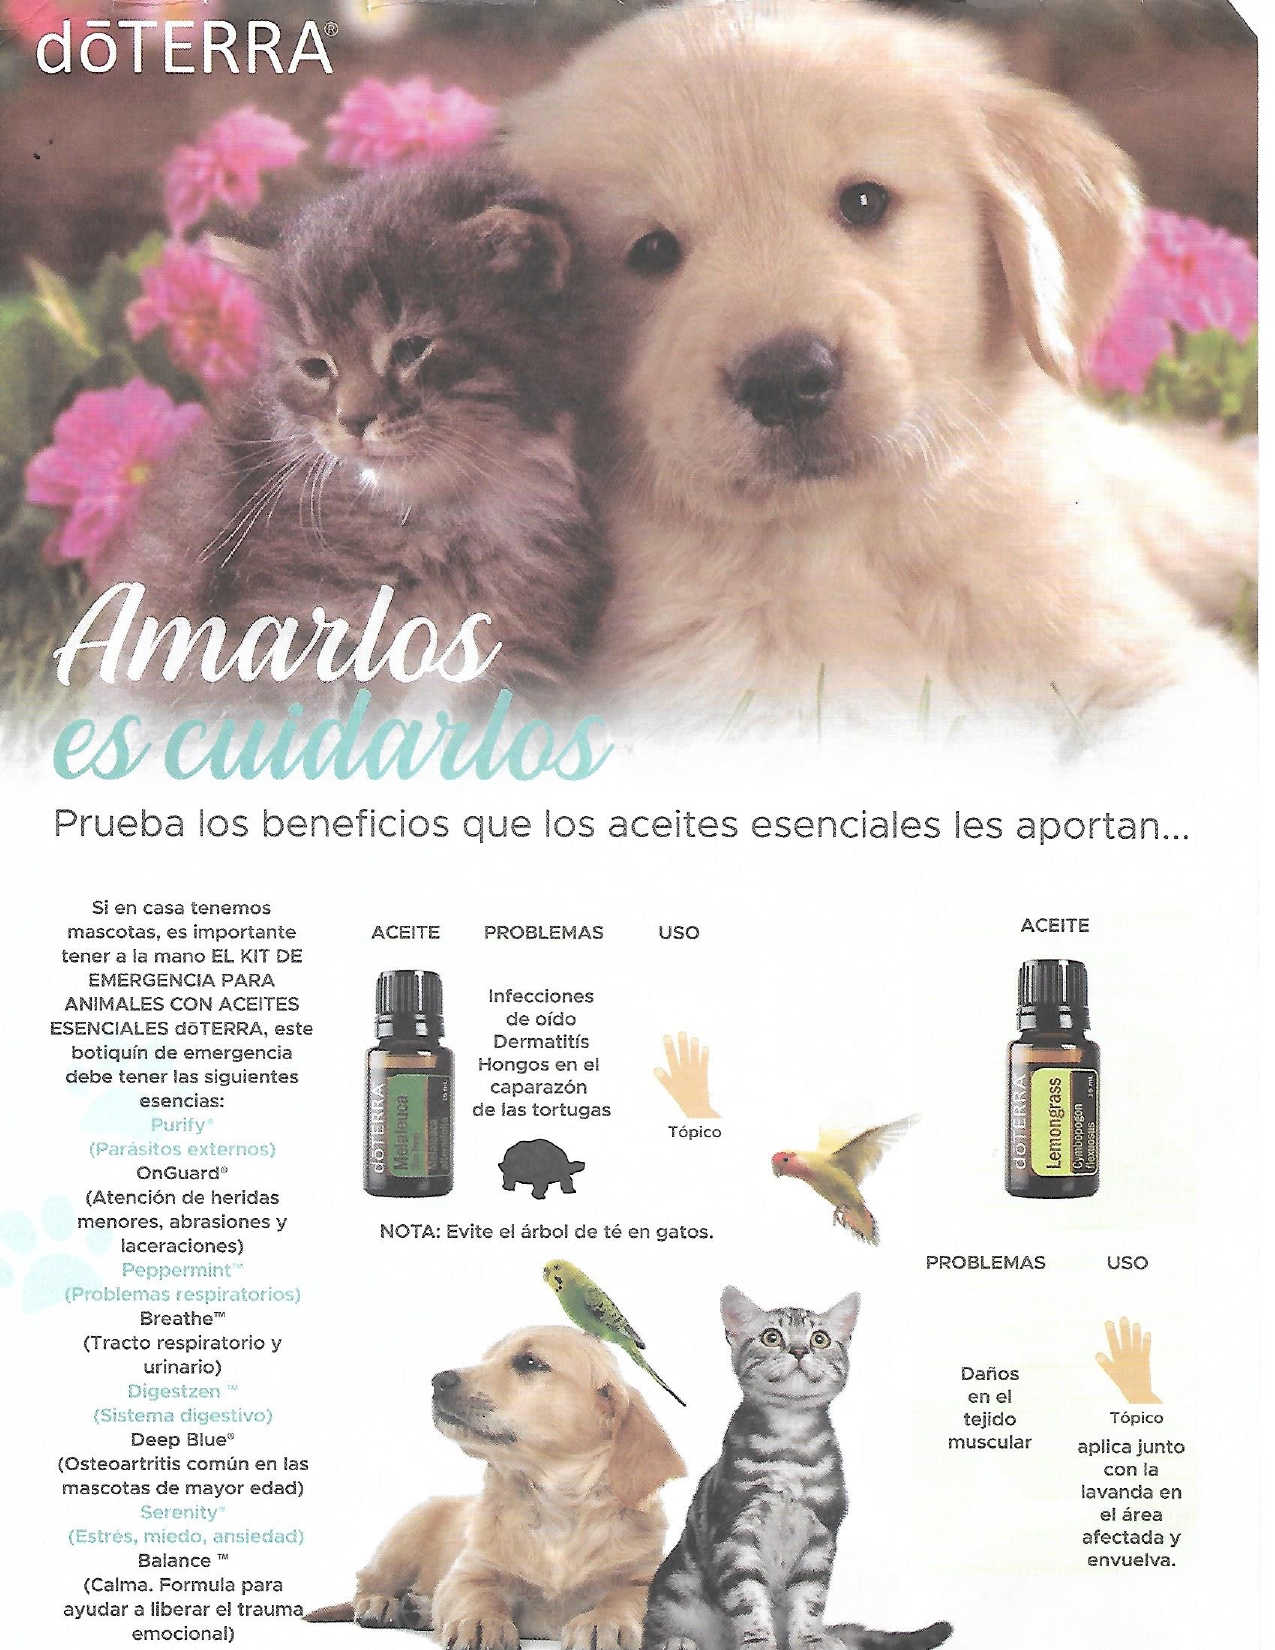 dōTERRA®
Amarlos
es cuidarlos
Prueba los beneficios que los aceites esenciales les aportan...
Si en casa tenemos
mascotas, es importante
tener a la mano EL KIT DE
EMERGENCIA PARA
ANIMALES CON ACEITES
ESENCIALES dōTERRA, este
botiquín de emergencia
debe tener las siguientes
esencias:
Purify®
(Parásitos externos)
OnGuard®
(Atención de heridas
menores, abrasiones y
laceraciones)
Peppermint™
(Problemas respiratorios)
Breathe™
(Tracto respiratorio y
urinario)
Digestzen ™
(Sistema digestivo)
Deep Blue®
(Osteoartritis común en las
mascotas de mayor edad)
Serenity®
(Estrés, miedo, ansiedad)
Balance ™
(Calma. Formula para
ayudar a liberar el trauma
emocional)
ACEITE PROBLEMAS USO
dōTERRA
Melaleuca
15 mL
Infecciones
de oído
Dermatitís
Hongos en el
caparazón
de las tortugas
Tópico
NOTA: Evite el árbol de té en gatos.
ACEITE
dōTERRA
Lemongrass
Cymbopogon
flexuosus
15 mL
PROBLEMAS USO
Daños
en el
tejido
muscular
Tópico
aplica junto
con la
lavanda en
el área
afectada y
envuelva.